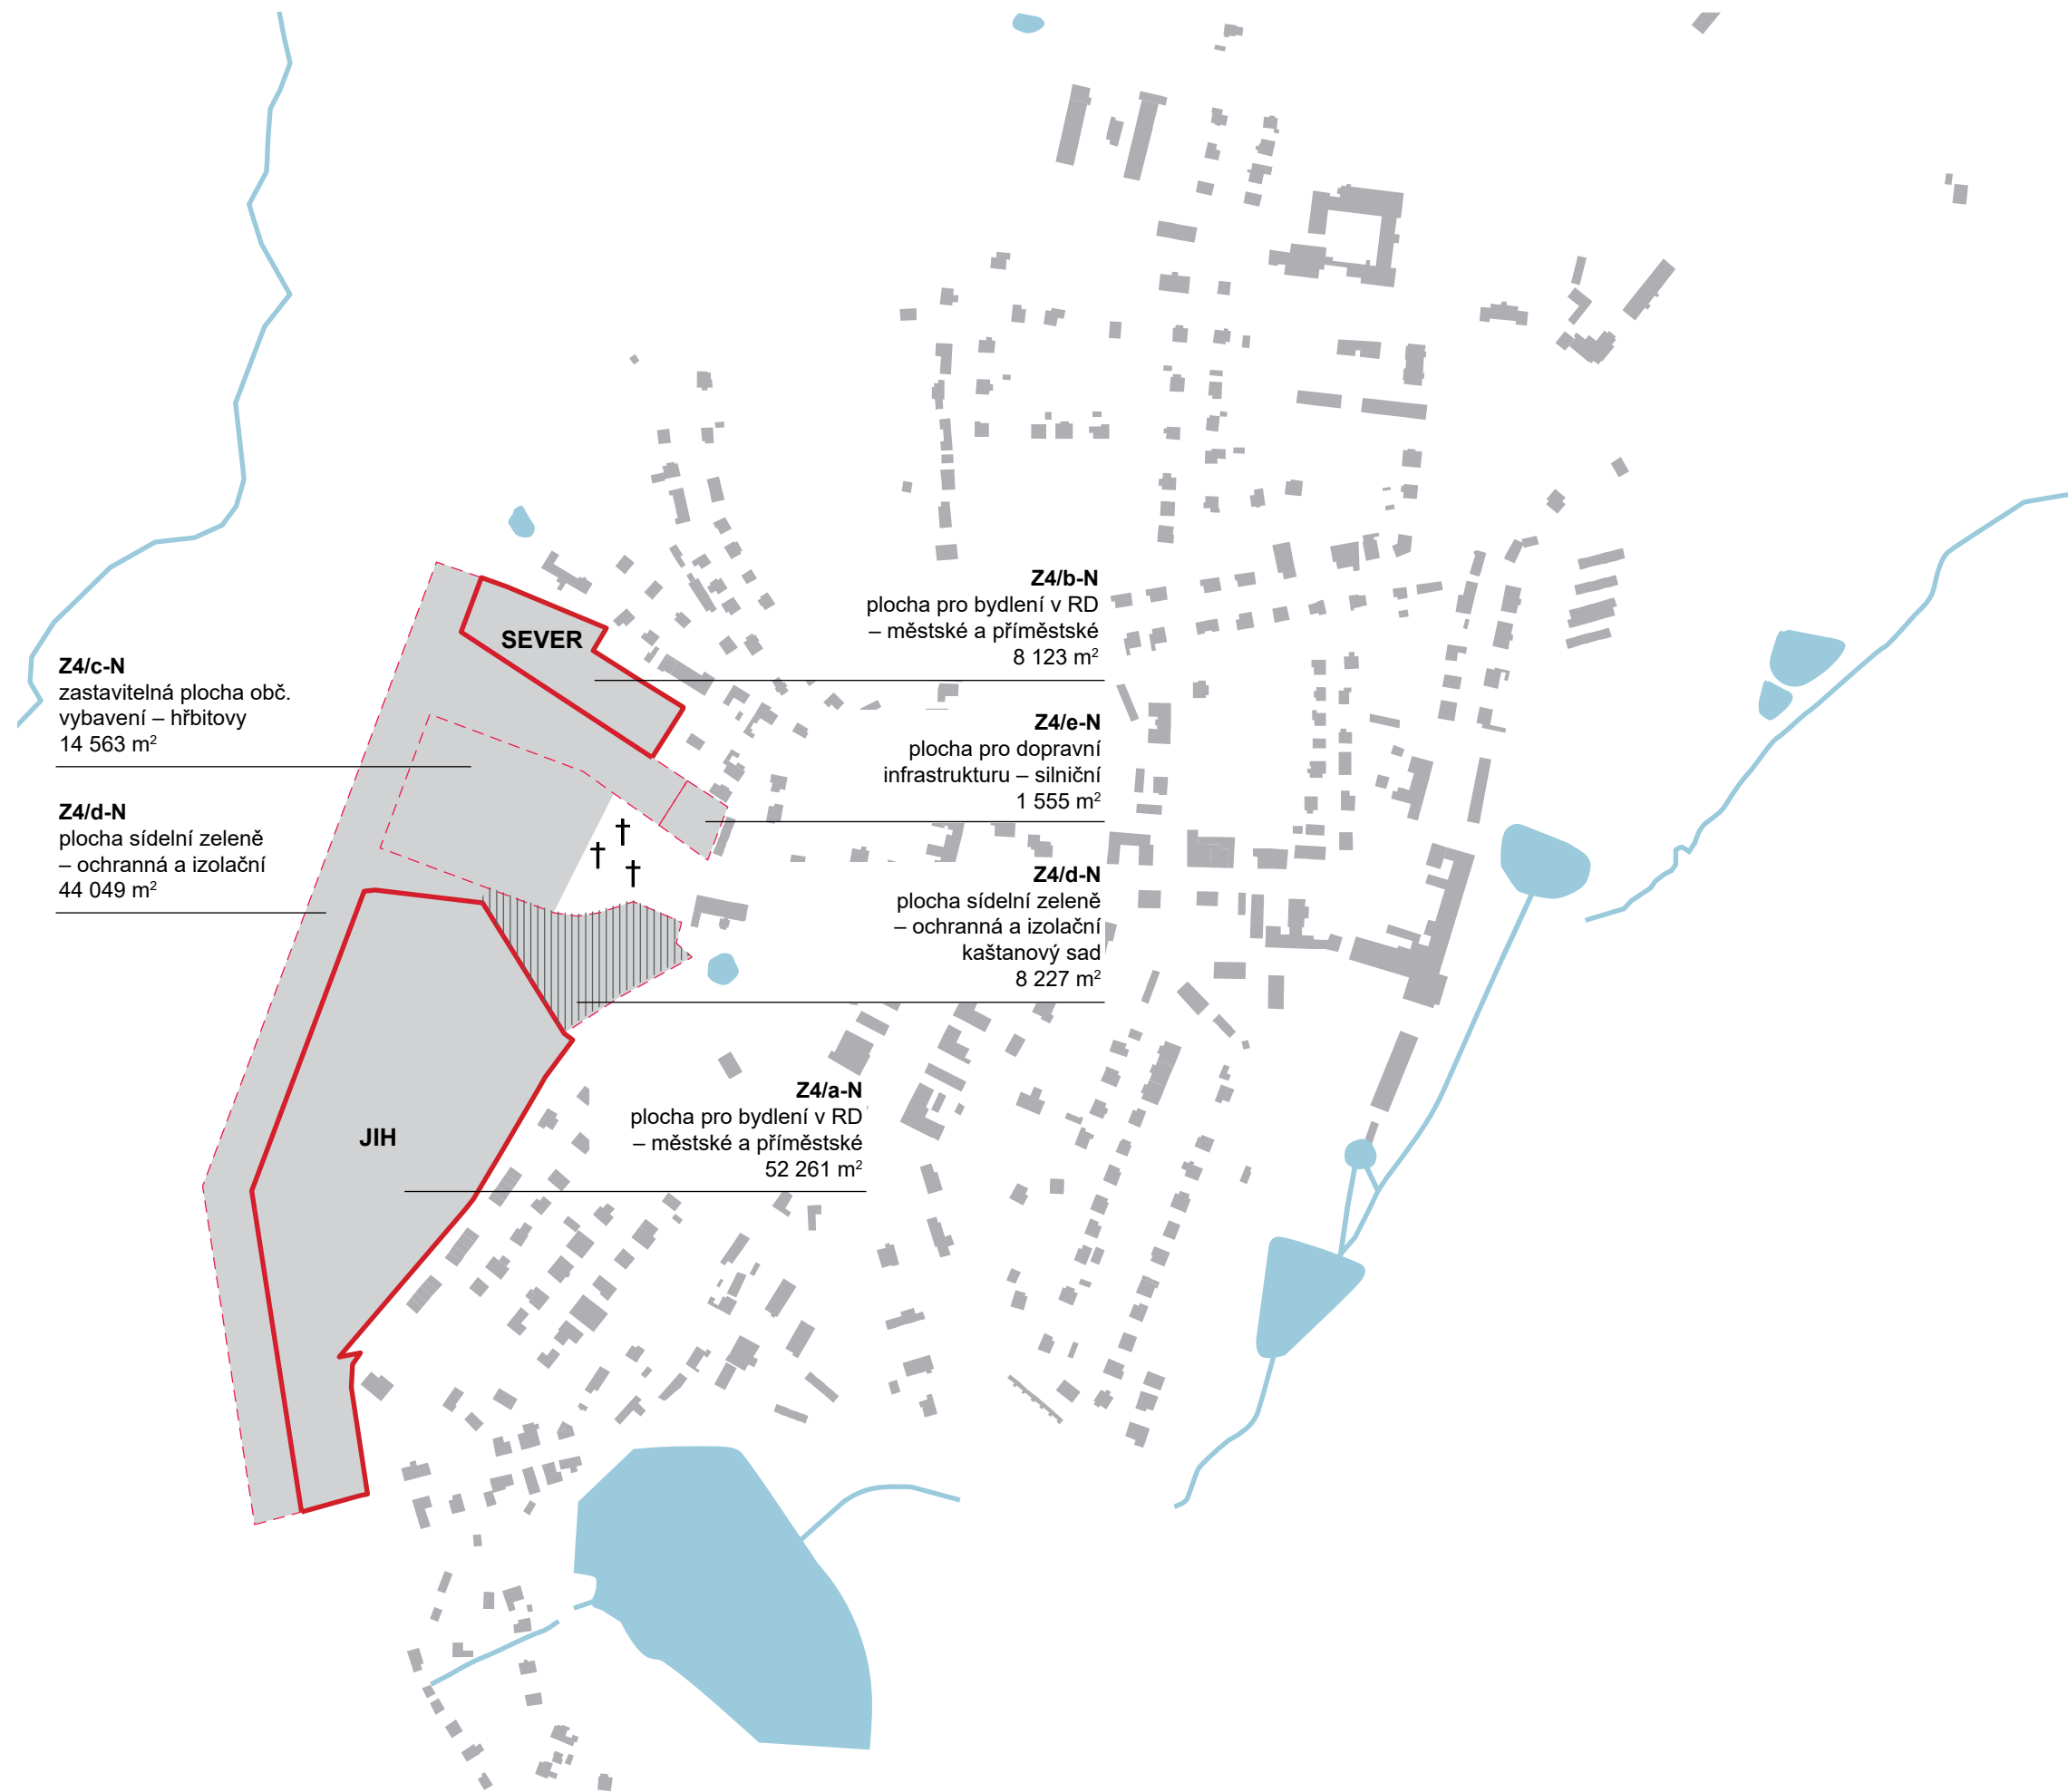 Z4/b-N
plocha pro bydlení v RD
– městské a příměstské
8 123 m²
SEVER
Z4/c-N
zastavitelná plocha obč.
vybavení – hřbitovy
14 563 m²
Z4/e-N
plocha pro dopravní
infrastrukturu – silniční
1 555 m²
Z4/d-N
plocha sídelní zeleně
– ochranná a izolační
44 049 m²
Z4/d-N
plocha sídelní zeleně
– ochranná a izolační
kaštanový sad
8 227 m²
Z4/a-N
plocha pro bydlení v RD
– městské a příměstské
52 261 m²
JIH